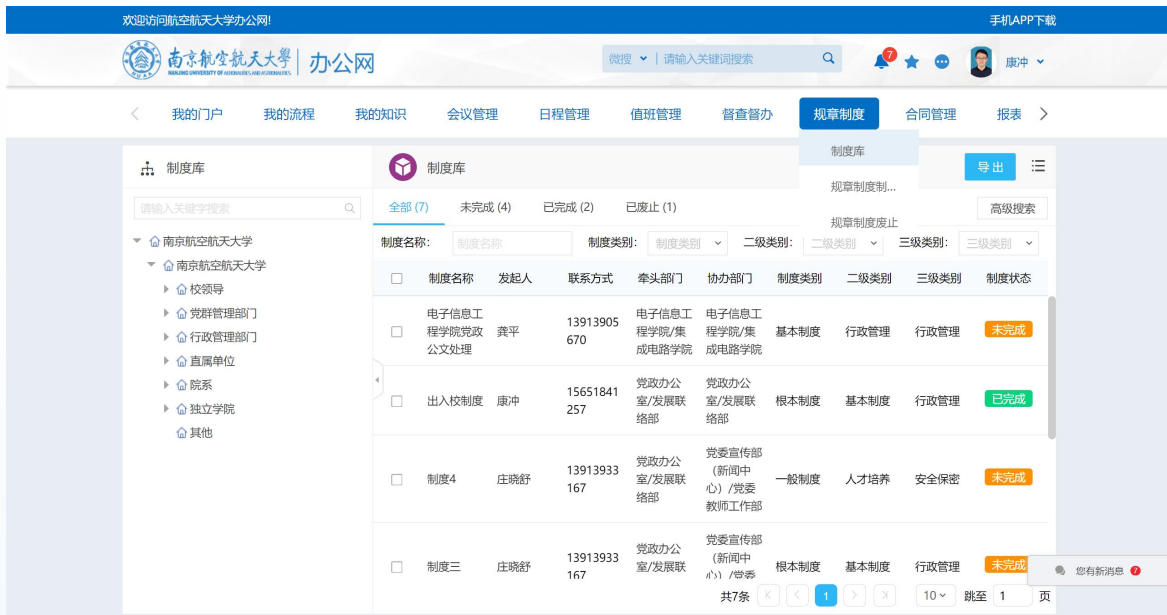 欢迎访问航空航天大学办公网! 手机APP下载
南京航空航天大學 办公网 微搜 请输入关键词搜索 7 康冲
NANJING UNIVERSITY OF AERONAUTICS AND ASTRONAUTICS
我的门户 我的流程 我的知识 会议管理 日程管理 值班管理 督查督办 规章制度 合同管理 报表
制度库
规章制度制...
规章制度废止
制度库 制度库 导出
请输入关键字搜索 全部 (7) 未完成 (4) 已完成 (2) 已废止 (1) 高级搜索
南京航空航天大学
南京航空航天大学
校领导
党群管理部门
行政管理部门
直属单位
院系
独立学院
其他
制度名称: 制度名称 制度类别: 制度类别 二级类别: 二级类别 三级类别: 三级类别
制度名称 发起人 联系方式 牵头部门 协办部门 制度类别 二级类别 三级类别 制度状态
电子信息工 电子信息工 电子信息工
程学院党政 龚平 13913905 程学院/集 程学院/集 基本制度 行政管理 行政管理 未完成
公文处理 670 成电路学院 成电路学院
党政办公 党政办公
出入校制度 康冲 15651841 室/发展联 室/发展联 根本制度 基本制度 行政管理 已完成
257 络部 络部
党委宣传部
党政办公 (新闻中
制度4 庄晓舒 13913933 室/发展联 心) /党委 一般制度 人才培养 安全保密 未完成
167 络部 教师工作部
党委宣传部
党政办公 (新闻中
制度三 庄晓舒 13913933 室/发展联 心) /党委 根本制度 基本制度 行政管理 未完成
167
您有新消息 7
共7条 1 10 跳至 1 页